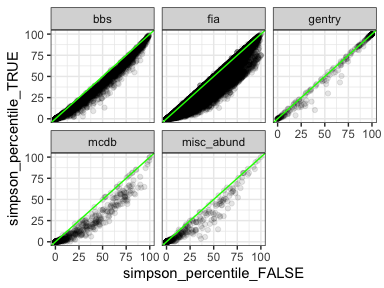 bbs
fia
gentry
100
75
50
25
0
0 25 50 75 100
mcdb
misc_abund
100
75
50
25
0
0 25 50 75 100
0 25 50 75 100
simpson_percentile_TRUE
simpson_percentile_FALSE